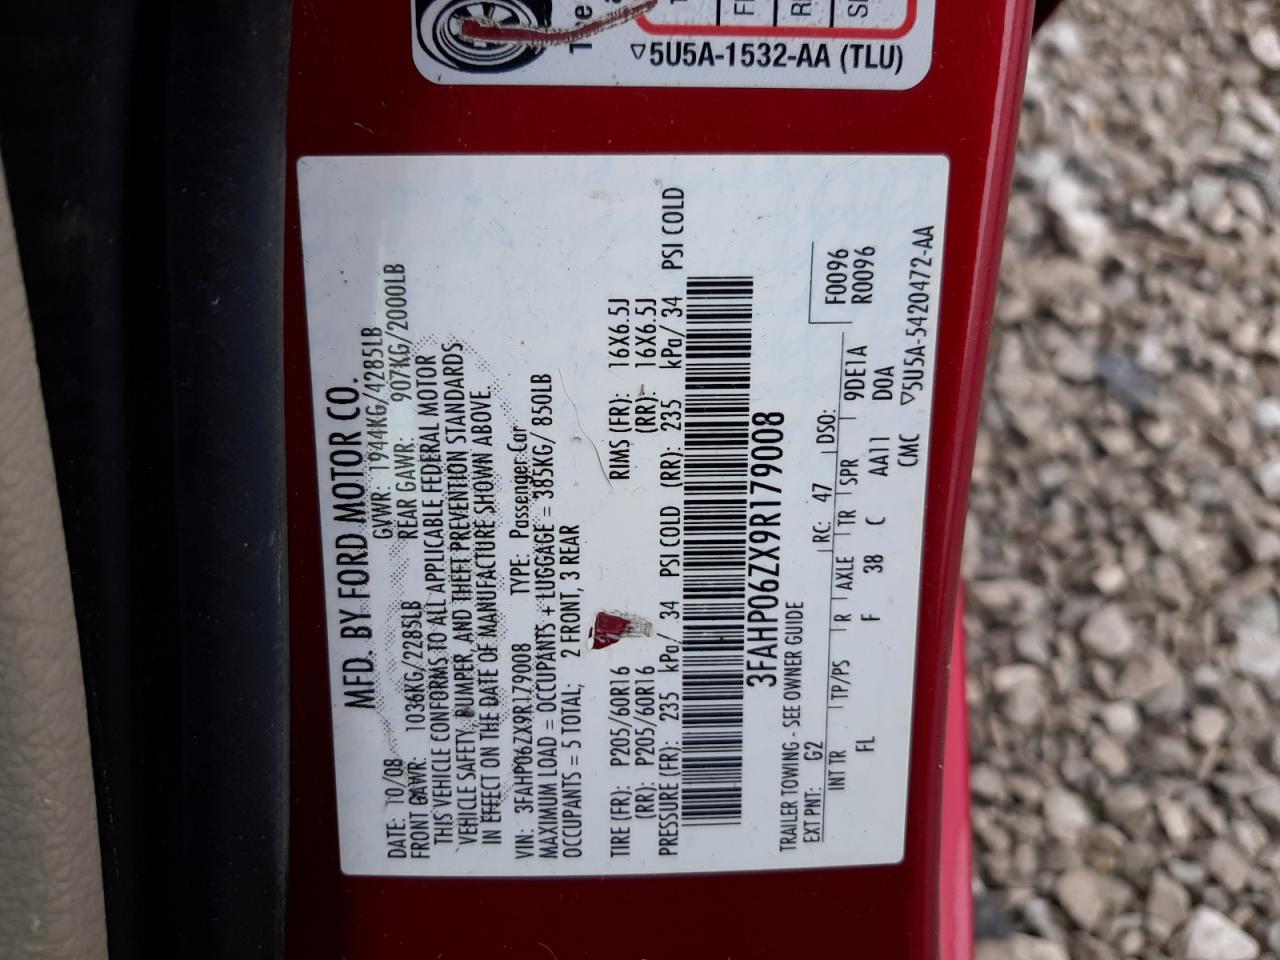 ▽5U5A-1532-AA (TLU)
MFD. BY FORD MOTOR CO.
DATE: 10/08 GVWR: 1944KG/4285LB
FRONT GAWR: 1036KG/2285LB REAR GAWR: 907KG/2000LB
THIS VEHICLE CONFORMS TO ALL APPLICABLE FEDERAL MOTOR
VEHICLE SAFETY, BUMPER, AND THEFT PREVENTION STANDARDS
IN EFFECT ON THE DATE OF MANUFACTURE SHOWN ABOVE.
VIN: 3FAHP06ZX9R179008 TYPE: Passenger Car
MAXIMUM LOAD = OCCUPANTS + LUGGAGE = 385KG/ 850LB
OCCUPANTS = 5 TOTAL, 2 FRONT, 3 REAR
TIRE (FR): P205/60R16 RIMS (FR): 16X6.5J
(RR): P205/60R16 (RR): 16X6.5J
PRESSURE (FR): 235 kPa/ 34 PSI COLD (RR): 235 kPa/ 34 PSI COLD
3FAHP06ZX9R179008
TRAILER TOWING - SEE OWNER GUIDE
EXT PNT: G2 RC: 47 DSO: F0096
R0096
INT TR TP/PS R AXLE TR SPR 9DE1A
FL F 38 C AA11 D0A
CMC ▽5U5A-5420472-AA